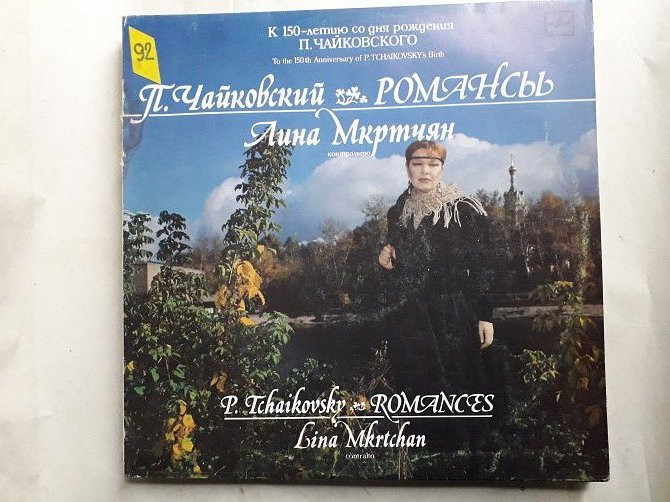 92
К 150-летию со дня рождения
П.ЧАЙКОВСКОГО
To the 150th Anniversary of P.TCHAIKOVSKY's Birth
П. Чайковский РОМАНСЫ
Лина Мкртчян
контральто
P. Tchaikovsky ROMANCES
Lina Mkrtchan
contralto